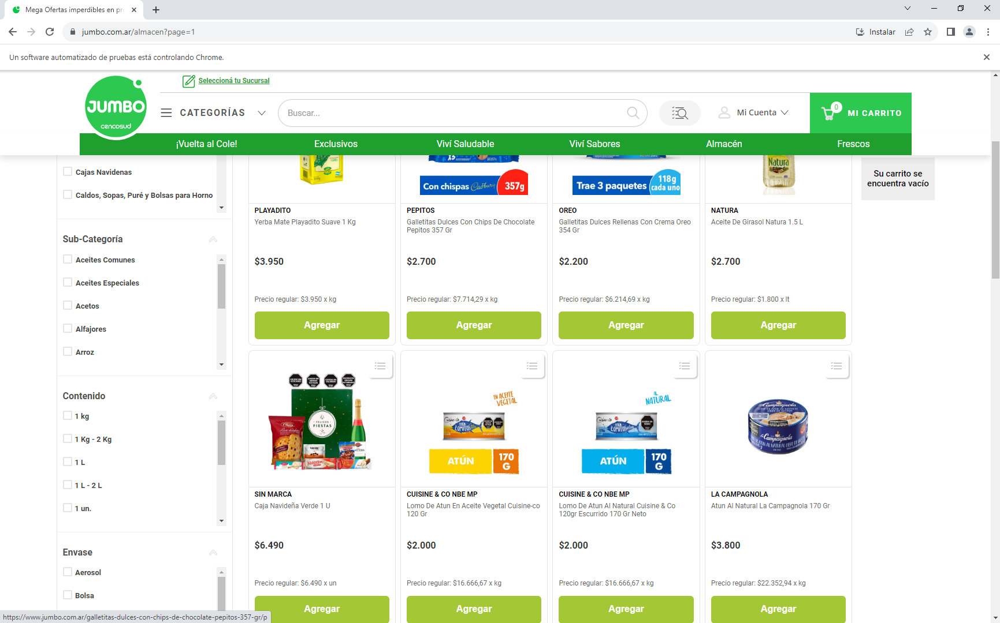 Mega Ofertas imperdibles en pr
jumbo.com.ar/almacen?page=1
Instalar
Un software automatizado de pruebas está controlando Chrome.
Seleccioná tu Sucursal
JUMBO
cencosud
CATEGORÍAS
Buscar...
Mi Cuenta
0
MI CARRITO
¡Vuelta al Cole!
Exclusivos
Viví Saludable
Viví Sabores
Almacén
Frescos
Su carrito se
encuentra vacío
Cajas Navidenas
Caldos, Sopas, Puré y Bolsas para Horno
Sub-Categoría
Aceites Comunes
Aceites Especiales
Acetos
Alfajores
Arroz
Contenido
1 kg
1 Kg - 2 Kg
1 L
1 L - 2 L
1 un.
Envase
Aerosol
Bolsa
PLAYADITO
Yerba Mate Playadito Suave 1 Kg
$3.950
Precio regular: $3.950 x kg
Agregar
Con chispas Cadbury 357g
PEPITOS
Galletitas Dulces Con Chips De Chocolate
Pepitos 357 Gr
$2.700
Precio regular: $7.714,29 x kg
Agregar
Trae 3 paquetes 118g
cada uno
OREO
Galletitas Dulces Rellenas Con Crema Oreo
354 Gr
$2.200
Precio regular: $6.214,69 x kg
Agregar
Natura
NATURA
Aceite De Girasol Natura 1.5 L
$2.700
Precio regular: $1.800 x lt
Agregar
FELICES
FIESTAS
SIN MARCA
Caja Navideña Verde 1 U
$6.490
Precio regular: $6.490 x un
Agregar
EN ACEITE
VEGETAL
LOMITOS
ATÚN 170
G
CUISINE & CO NBE MP
Lomo De Atun En Aceite Vegetal Cuisine-co
120 Gr
$2.000
Precio regular: $16.666,67 x kg
Agregar
AL
NATURAL
LOMITOS
ATÚN 170
G
CUISINE & CO NBE MP
Lomo De Atun Al Natural Cuisine & Co
120gr Escurrido 170 Gr Neto
$2.000
Precio regular: $16.666,67 x kg
Agregar
la Campagnola
la Campagnola
LA CAMPAGNOLA
Atun Al Natural La Campagnola 170 Gr
$3.800
Precio regular: $22.352,94 x kg
Agregar
https://www.jumbo.com.ar/galletitas-dulces-con-chips-de-chocolate-pepitos-357-gr/p